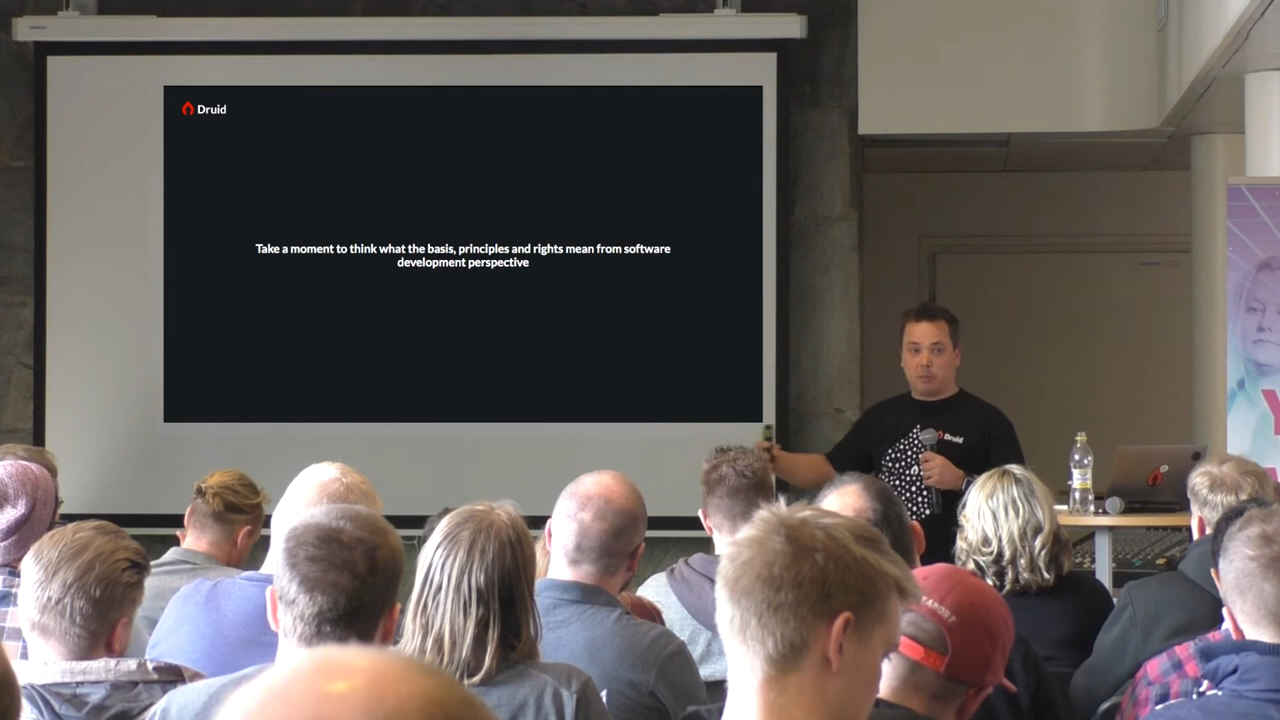 Druid
Take a moment to think what the basis, principles and rights mean from software
development perspective
Druid